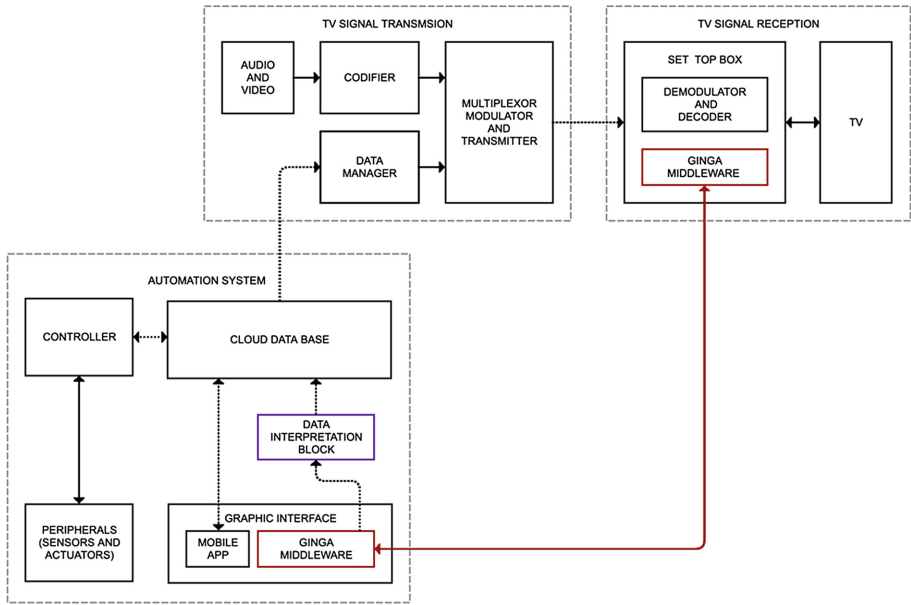 TV SIGNAL TRANSMSION
AUDIO
AND
VIDEO
CODIFIER
DATA
MANAGER
MULTIPLEXOR
MODULATOR
AND
TRANSMITTER
TV SIGNAL RECEPTION
SET TOP BOX
DEMODULATOR
AND
DECODER
GINGA
MIDDLEWARE
TV
AUTOMATION SYSTEM
CONTROLLER
CLOUD DATA BASE
DATA
INTERPRETATION
BLOCK
PERIPHERALS
(SENSORS AND
ACTUATORS)
GRAPHIC INTERFACE
MOBILE
APP
GINGA
MIDDLEWARE